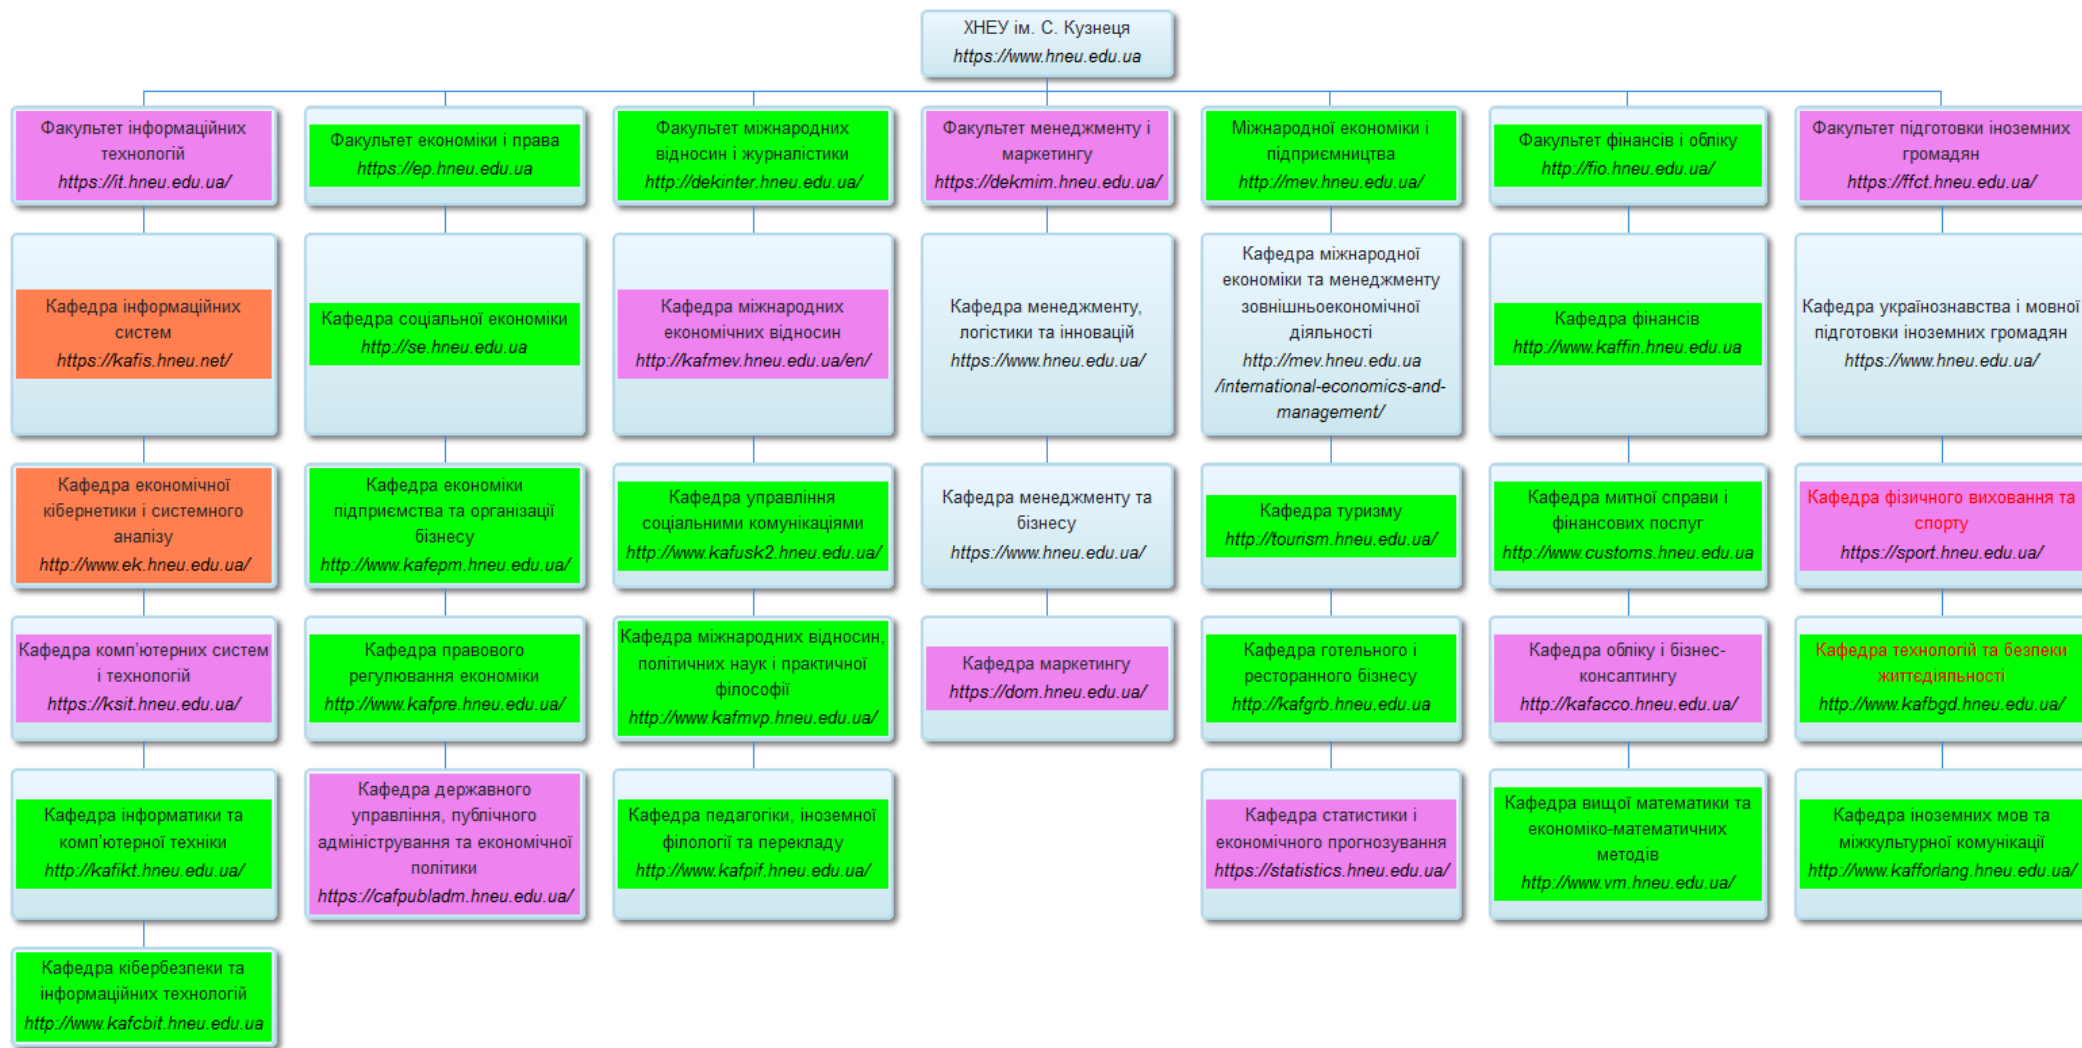 ХНЕУ ім. С. Кузнеця
https://www.hneu.edu.ua
Факультет інформаційних
технологій
https://it.hneu.edu.ua/
Факультет економіки і права
https://ep.hneu.edu.ua
Факультет міжнародних
відносин і журналістики
http://dekinter.hneu.edu.ua/
Факультет менеджменту і
маркетингу
https://dekmim.hneu.edu.ua/
Міжнародної економіки і
підприємництва
http://mev.hneu.edu.ua/
Факультет фінансів і обліку
http://fio.hneu.edu.ua/
Факультет підготовки іноземних
громадян
https://ffct.hneu.edu.ua/
Кафедра інформаційних
систем
https://kafis.hneu.net/
Кафедра соціальної економіки
http://se.hneu.edu.ua
Кафедра міжнародних
економічних відносин
http://kafmev.hneu.edu.ua/en/
Кафедра менеджменту,
логістики та інновацій
https://www.hneu.edu.ua/
Кафедра міжнародної
економіки та менеджменту
зовнішньоекономічної
діяльності
http://mev.hneu.edu.ua
/international-economics-and-
management/
Кафедра фінансів
http://www.kaffin.hneu.edu.ua
Кафедра українознавства і мовної
підготовки іноземних громадян
https://www.hneu.edu.ua/
Кафедра економічної
кібернетики і системного
аналізу
http://www.ek.hneu.edu.ua/
Кафедра економіки
підприємства та організації
бізнесу
http://www.kafepm.hneu.edu.ua/
Кафедра управління
соціальними комунікаціями
http://www.kafusk2.hneu.edu.ua/
Кафедра менеджменту та
бізнесу
https://www.hneu.edu.ua/
Кафедра туризму
http://tourism.hneu.edu.ua/
Кафедра митної справи і
фінансових послуг
http://www.customs.hneu.edu.ua
Кафедра фізичного виховання та
спорту
https://sport.hneu.edu.ua/
Кафедра комп'ютерних систем
і технологій
https://ksit.hneu.edu.ua/
Кафедра правового
регулювання економіки
http://www.kafpre.hneu.edu.ua/
Кафедра міжнародних відносин,
політичних наук і практичної
філософії
http://www.kafmvp.hneu.edu.ua/
Кафедра маркетингу
https://dom.hneu.edu.ua/
Кафедра готельного і
ресторанного бізнесу
http://kafgrb.hneu.edu.ua
Кафедра обліку і бізнес-
консалтингу
http://kafacco.hneu.edu.ua/
Кафедра технологій та безпеки
життєдіяльності
http://www.kafbgd.hneu.edu.ua/
Кафедра інформатики та
комп'ютерної техніки
http://kafikt.hneu.edu.ua/
Кафедра державного
управління, публічного
адміністрування та економічної
політики
https://cafpubladm.hneu.edu.ua/
Кафедра педагогіки, іноземної
філології та перекладу
http://www.kafpif.hneu.edu.ua/
Кафедра статистики і
економічного прогнозування
https://statistics.hneu.edu.ua/
Кафедра вищої математики та
економіко-математичних
методів
http://www.vm.hneu.edu.ua/
Кафедра іноземних мов та
міжкультурної комунікації
http://www.kafforlang.hneu.edu.ua/
Кафедра кібербезпеки та
інформаційних технологій
http://www.kafcbit.hneu.edu.ua